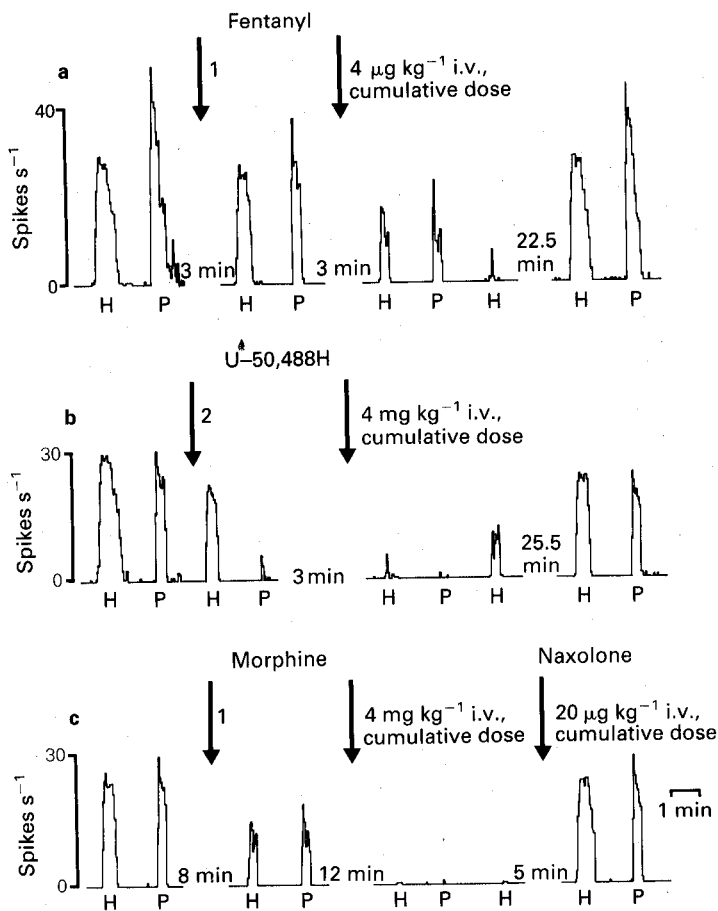 Fentanyl
a
1
4 μg kg⁻¹ i.v.,
cumulative dose
40
Spikes s⁻¹
0
3 min
3 min
22.5
min
H P H P H P H H P
U–50,488H
b
2
4 mg kg⁻¹ i.v.,
cumulative dose
30
Spikes s⁻¹
0
3 min
25.5
min
H P H P H P H H P
Morphine
Naxolone
c
1
4 mg kg⁻¹ i.v.,
cumulative dose
20 μg kg⁻¹ i.v.,
cumulative dose
30
Spikes s⁻¹
1 min
0
8 min
12 min
5 min
H P H P H P H H P